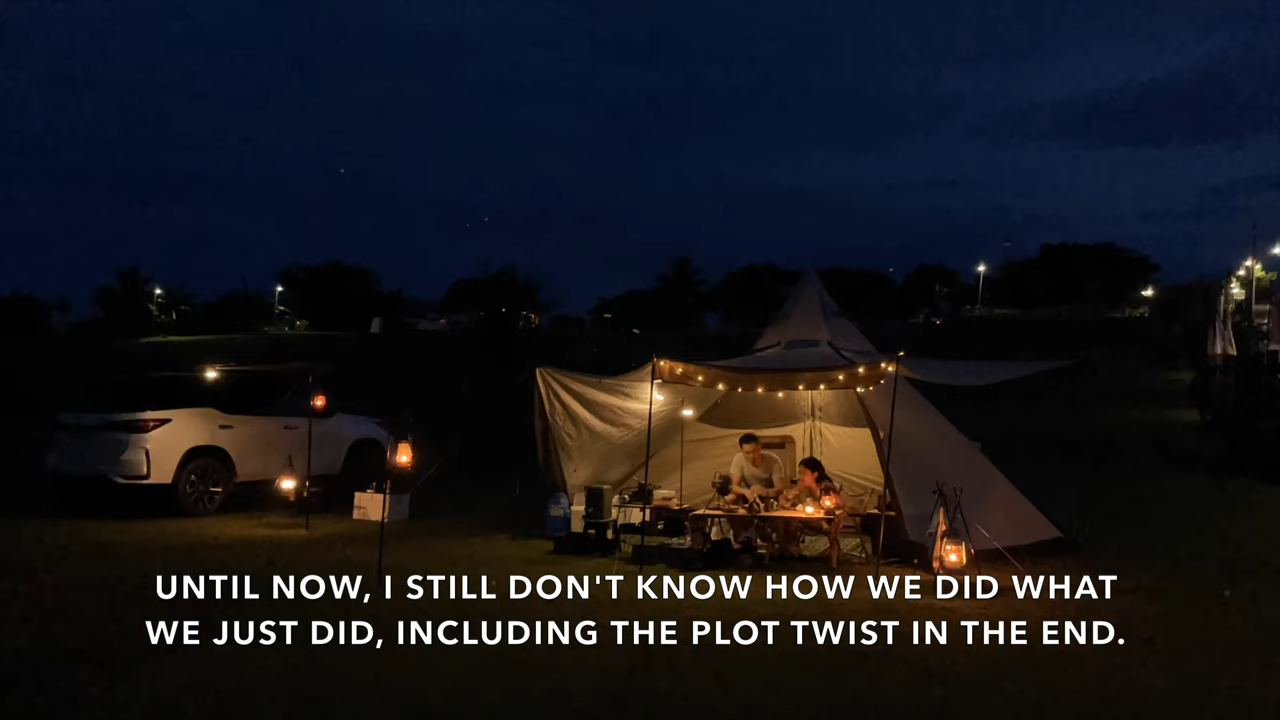 UNTIL NOW, I STILL DON'T KNOW HOW WE DID WHAT
WE JUST DID, INCLUDING THE PLOT TWIST IN THE END.